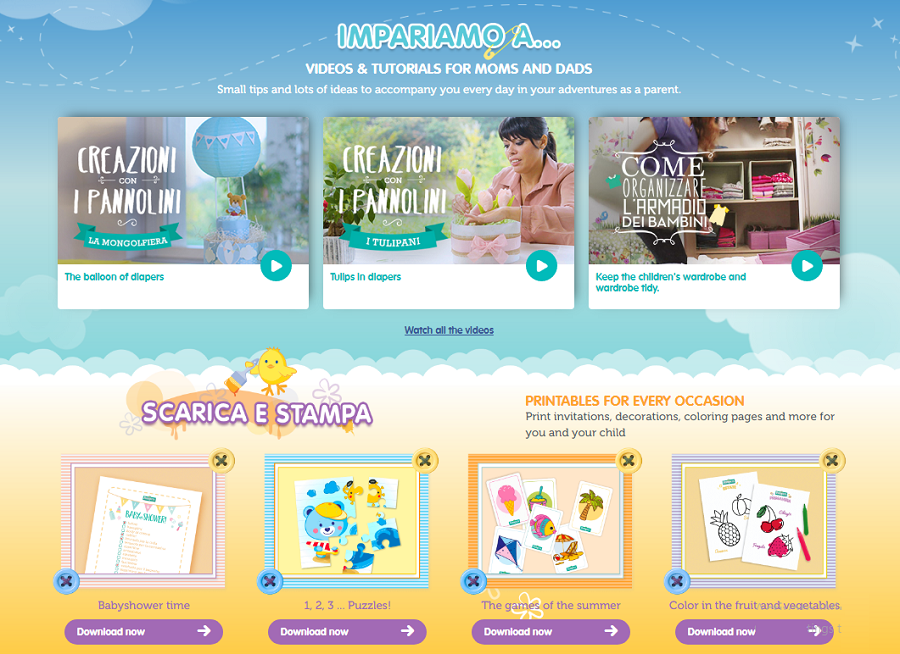 IMPARIAMO A...
VIDEOS & TUTORIALS FOR MOMS AND DADS
Small tips and lots of ideas to accompany you every day in your adventures as a parent.
CREAZIONI
CON
I PANNOLINI
LA MONGOLFIERA
The balloon of diapers
CREAZIONI
CON
I PANNOLINI
I TULIPANI
Tulips in diapers
COME
ORGANIZZARE
L'ARMADIO
DEI BAMBINI
Keep the children's wardrobe and
wardrobe tidy.
Watch all the videos
SCARICA E STAMPA
PRINTABLES FOR EVERY OCCASION
Print invitations, decorations, coloring pages and more for
you and your child
BABY SHOWER!
Babyshower time
Download now
1, 2, 3 ... Puzzles!
Download now
The games of the summer
Download now
Ciliegie
Fragola
Color in the fruit and vegetables.
Download now